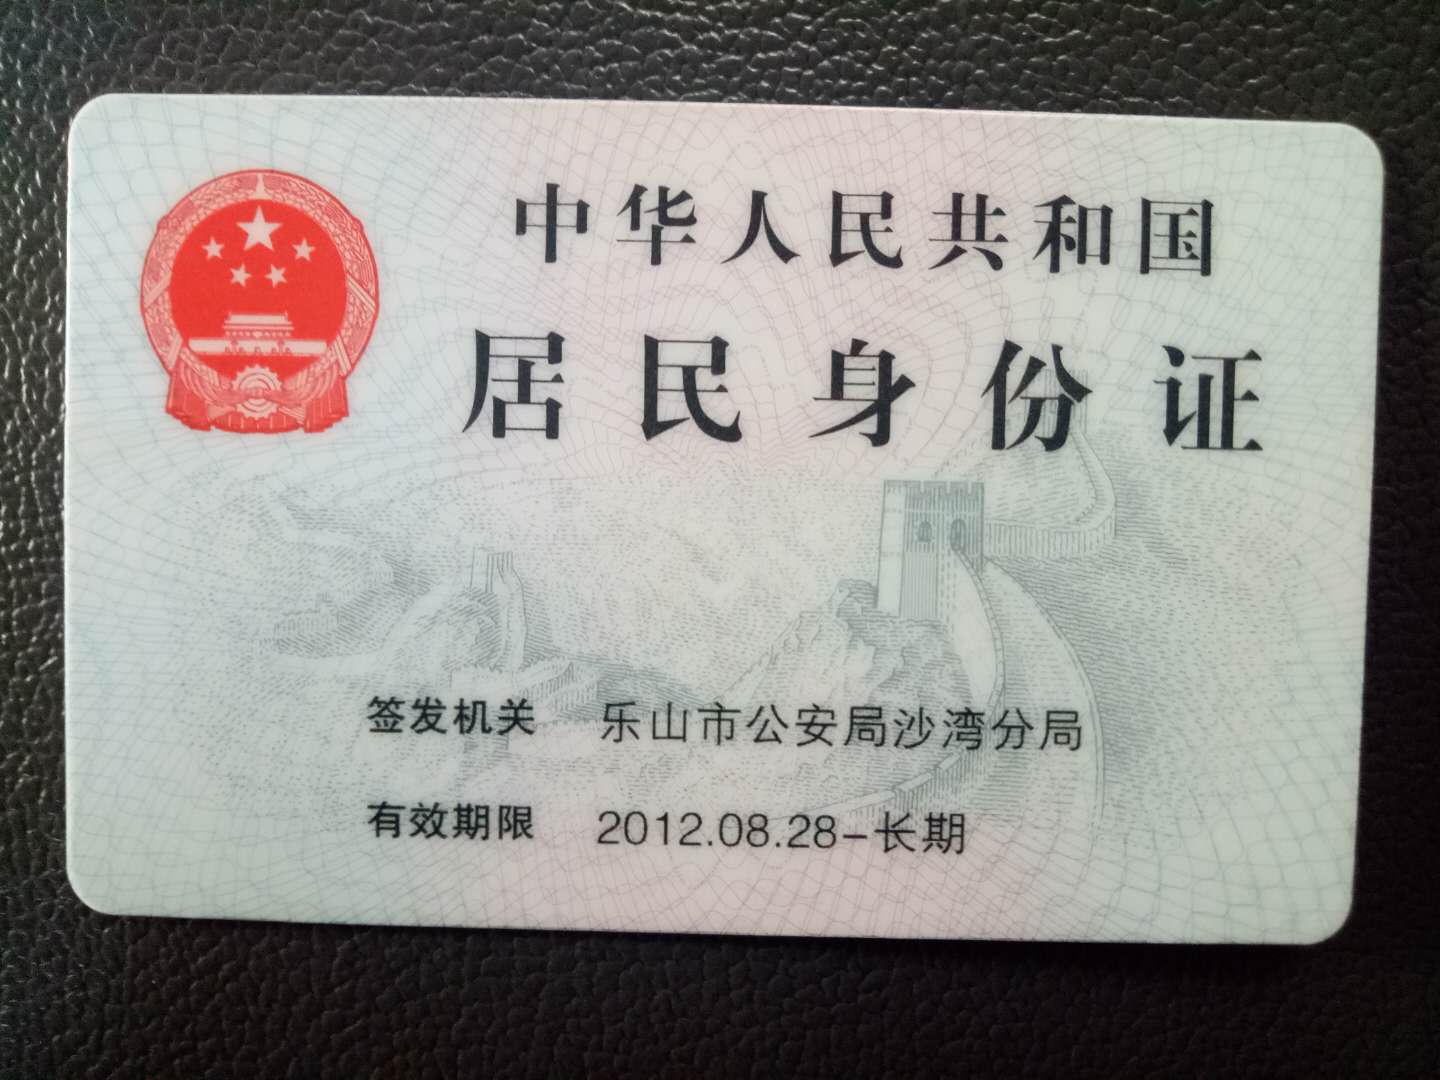 中华人民共和国
居民身份证
签发机关 乐山市公安局沙湾分局
有效期限 2012.08.28-长期